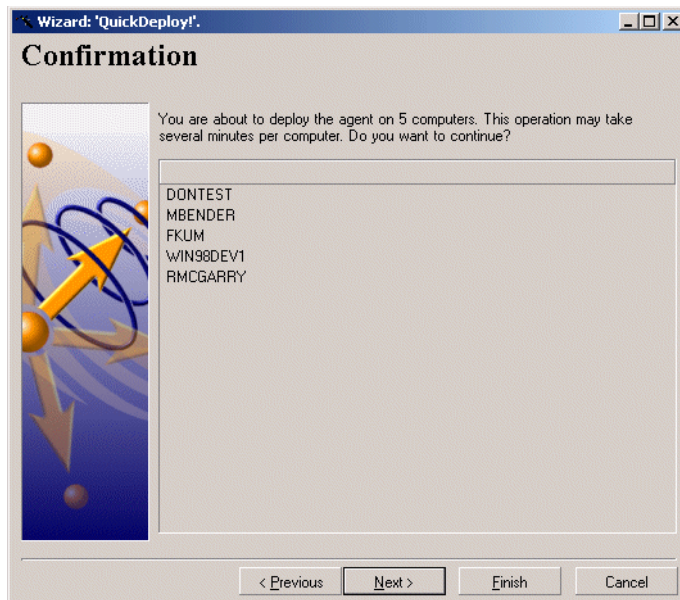 Wizard: 'QuickDeploy!'.
Confirmation
You are about to deploy the agent on 5 computers. This operation may take
several minutes per computer. Do you want to continue?
DONTEST
MBENDER
FKUM
WIN98DEV1
RMCGARRY
< Previous Next > Finish Cancel